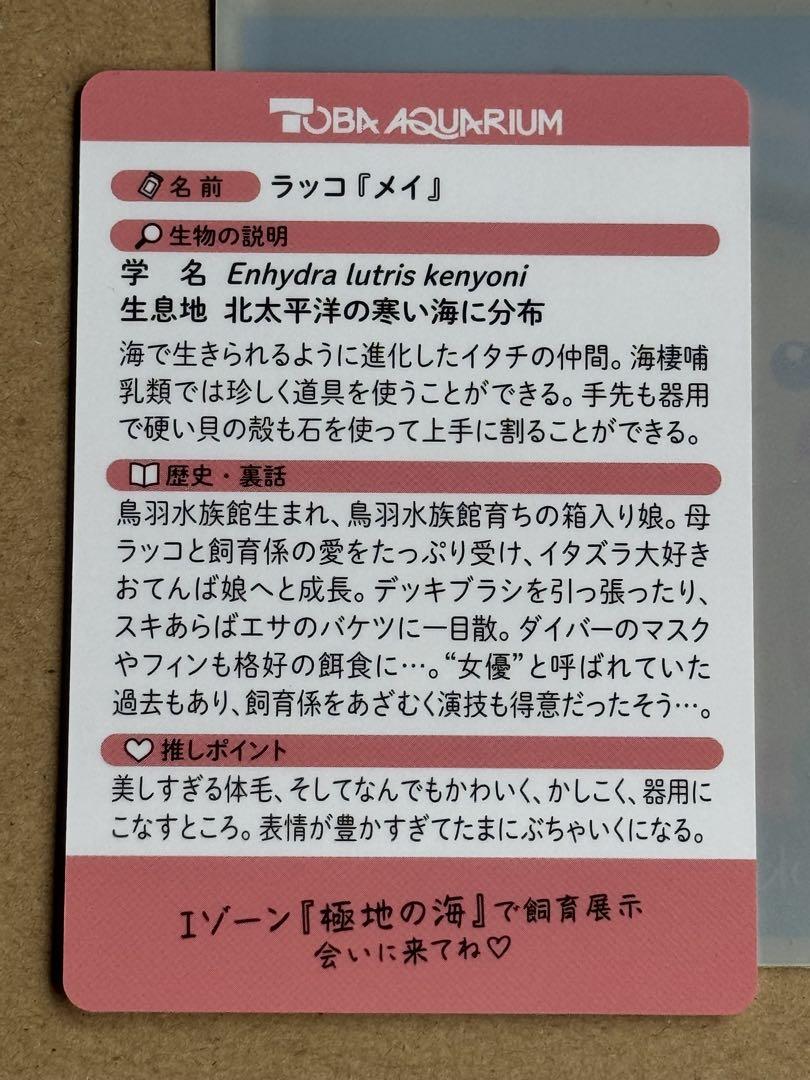 TOBA AQUARIUM
名前 ラッコ『メイ』
生物の説明
学 名 Enhydra lutris kenyoni
生息地 北太平洋の寒い海に分布
海で生きられるように進化したイタチの仲間。海棲哺
乳類では珍しく道具を使うことができる。手先も器用
で硬い貝の殻も石を使って上手に割ることができる。
歴史・裏話
鳥羽水族館生まれ、鳥羽水族館育ちの箱入り娘。母
ラッコと飼育係の愛をたっぷり受け、イタズラ大好き
おてんば娘へと成長。デッキブラシを引っ張ったり、
スキあらばエサのバケツに一目散。ダイバーのマスク
やフィンも格好の餌食に…。“女優”と呼ばれていた
過去もあり、飼育係をあざむく演技も得意だったそう…。
推しポイント
美しすぎる体毛、そしてなんでもかわいく、かしこく、器用に
こなすところ。表情が豊かすぎてたまにぶちゃいくになる。
Iゾーン『極地の海』で飼育展示
会いに来てね♡